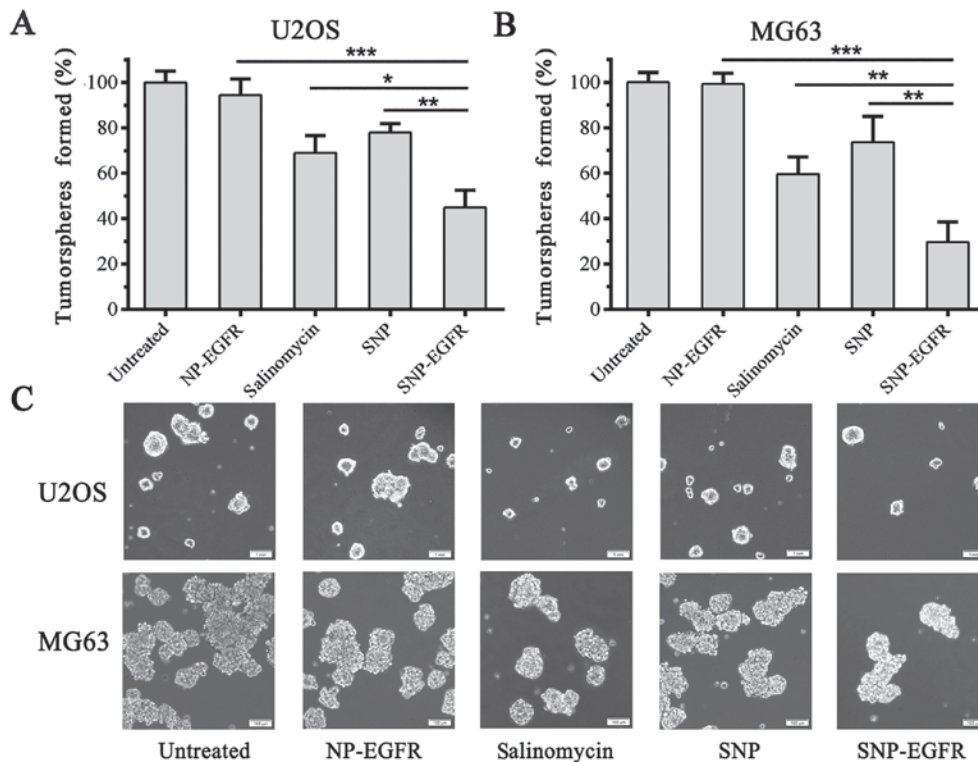 A
U2OS
Tumorspheres formed (%)
100
80
60
40
20
0
***
*
**
Untreated
NP-EGFR
Salinomycin
SNP
SNP-EGFR
B
MG63
Tumorspheres formed (%)
100
80
60
40
20
0
***
**
**
Untreated
NP-EGFR
Salinomycin
SNP
SNP-EGFR
C
U2OS
MG63
Untreated
NP-EGFR
Salinomycin
SNP
SNP-EGFR